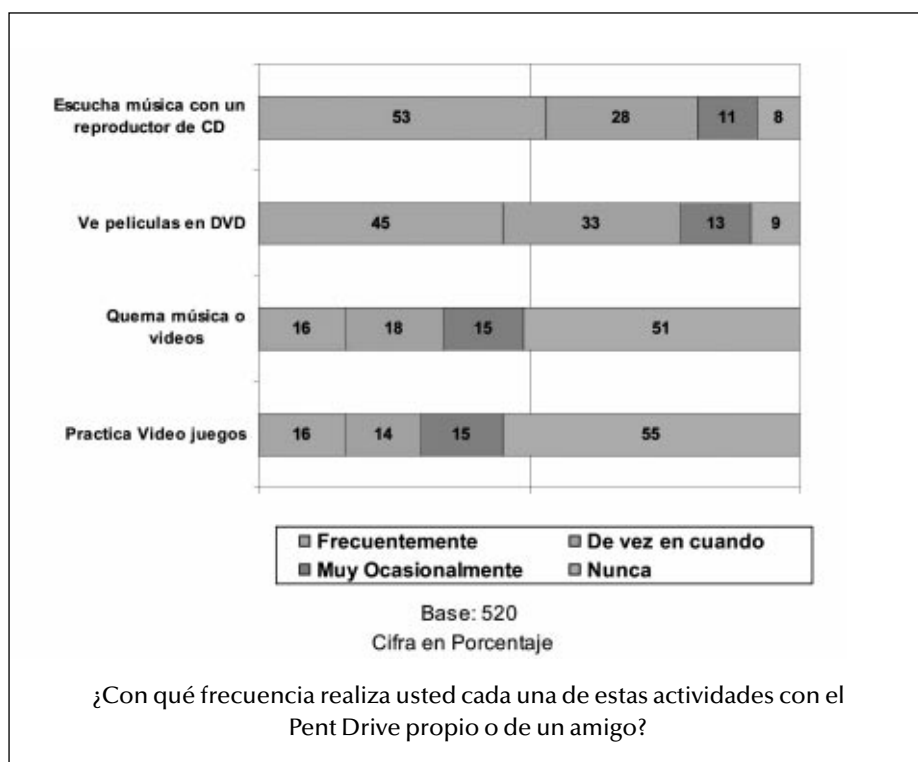 Escucha música con un
reproductor de CD
53 28 11 8
Ve peliculas en DVD
45 33 13 9
Quema música o
videos
16 18 15 51
Practica Video juegos
16 14 15 55
Frecuentemente De vez en cuando
Muy Ocasionalmente Nunca
Base: 520
Cifra en Porcentaje
¿Con qué frecuencia realiza usted cada una de estas actividades con el
Pent Drive propio o de un amigo?